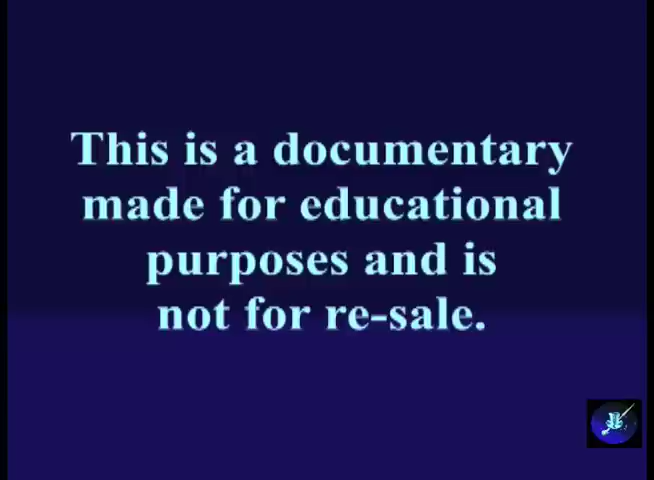 This is a documentary
made for educational
purposes and is
not for re-sale.